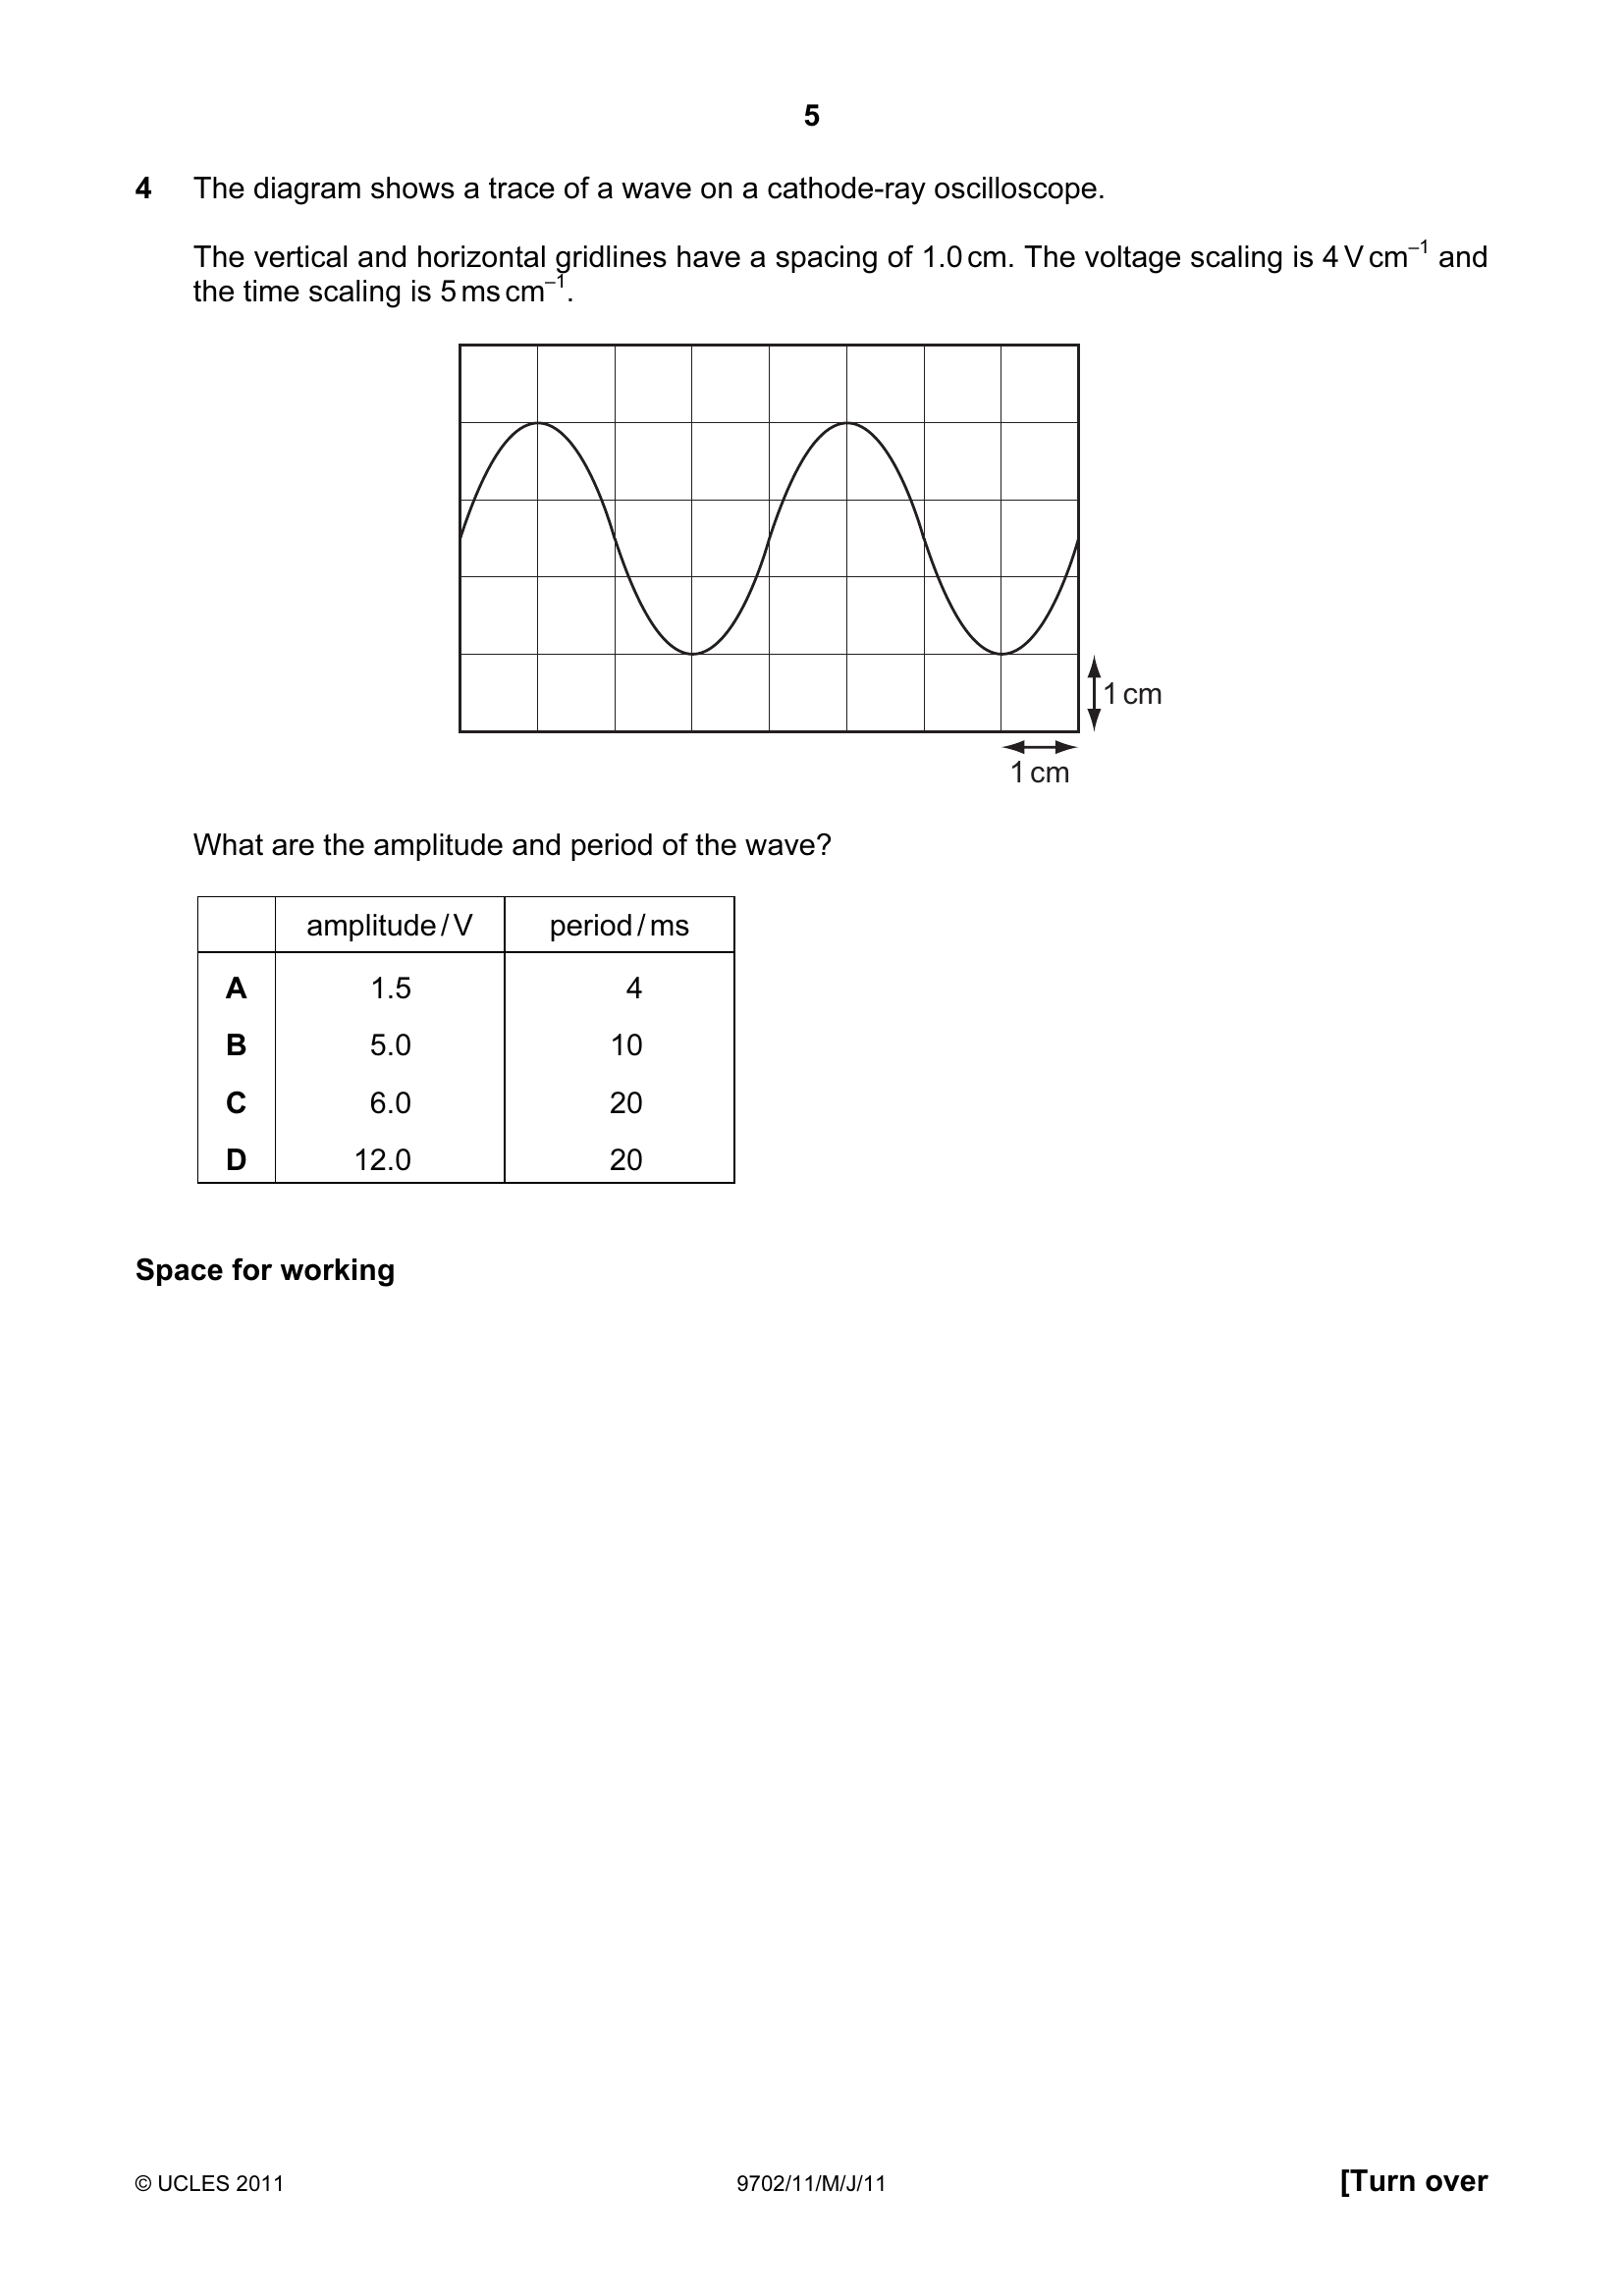 5
4 The diagram shows a trace of a wave on a cathode-ray oscilloscope.
The vertical and horizontal gridlines have a spacing of 1.0 cm. The voltage scaling is 4 V cm⁻¹ and
the time scaling is 5 ms cm⁻¹.
1 cm
1 cm
What are the amplitude and period of the wave?
amplitude / V period / ms
A 1.5 4
B 5.0 10
C 6.0 20
D 12.0 20
Space for working
© UCLES 2011 9702/11/M/J/11 [Turn over